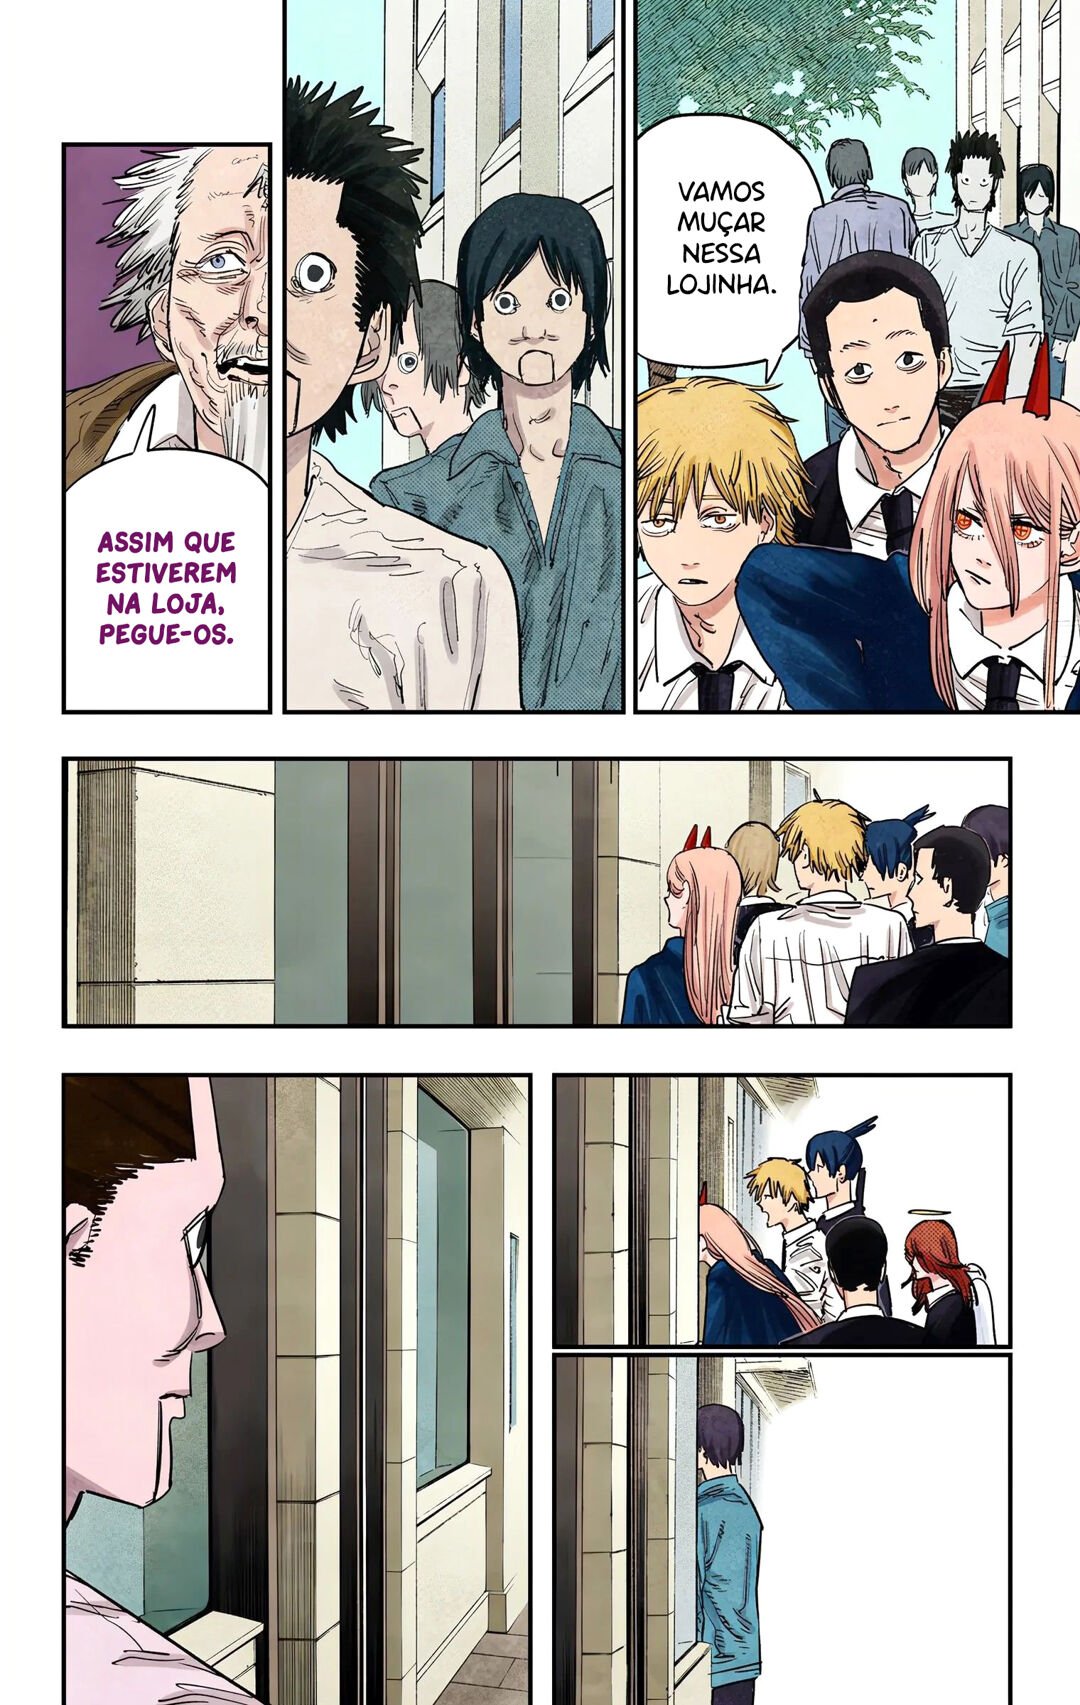 VAMOS
MUÇAR
NESSA
LOJINHA.
ASSIM QUE
ESTIVEREM
NA LOJA,
PEGUE-OS.